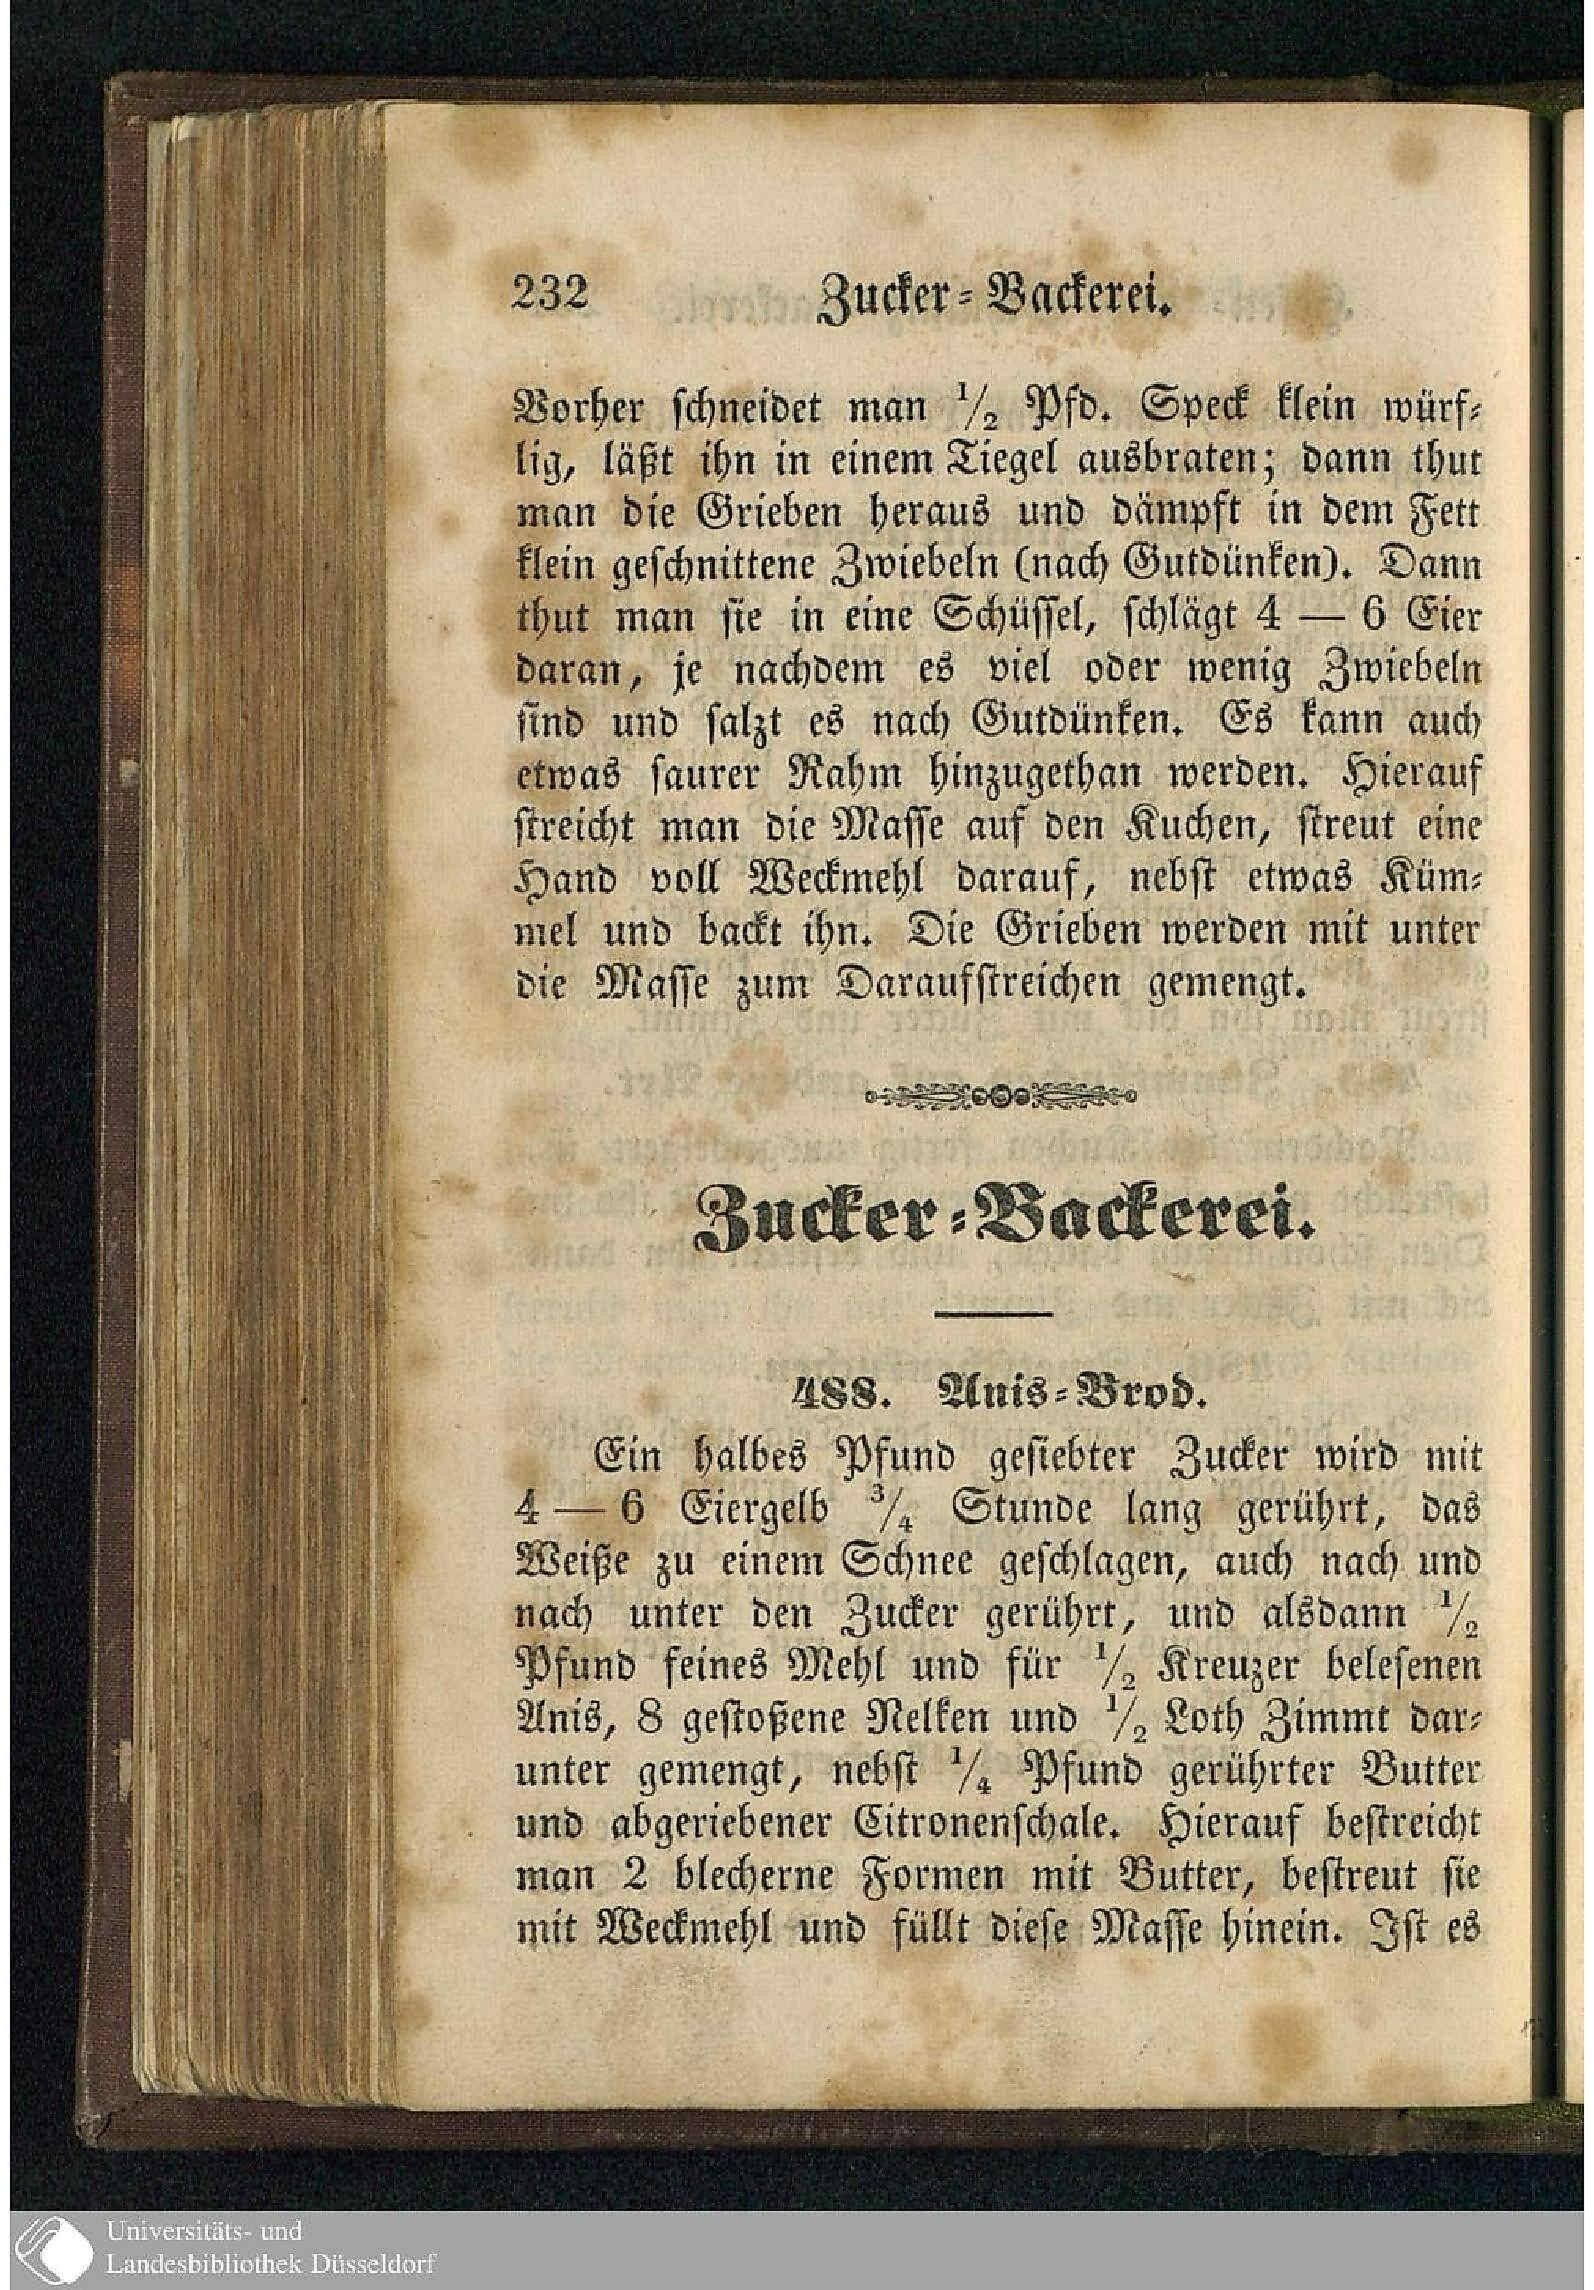 232 Zucker-Backerei.
Vorher schneidet man 1/2 Pfd. Speck klein würf-
lig, läßt ihn in einem Tiegel ausbraten; dann thut
man die Grieben heraus und dämpft in dem Fett
klein geschnittene Zwiebeln (nach Gutdünken). Dann
thut man sie in eine Schüssel, schlägt 4 — 6 Eier
daran, je nachdem es viel oder wenig Zwiebeln
sind und salzt es nach Gutdünken. Es kann auch
etwas saurer Rahm hinzugethan werden. Hierauf
streicht man die Masse auf den Kuchen, streut eine
Hand voll Weckmehl darauf, nebst etwas Küm-
mel und backt ihn. Die Grieben werden mit unter
die Masse zum Daraufstreichen gemengt.
Zucker-Backerei.
488. Anis-Brod.
Ein halbes Pfund gesiebter Zucker wird mit
4 — 6 Eiergelb 3/4 Stunde lang gerührt, das
Weiße zu einem Schnee geschlagen, auch nach und
nach unter den Zucker gerührt, und alsdann 1/2
Pfund feines Mehl und für 1/2 Kreuzer belesenen
Anis, 8 gestoßene Nelken und 1/2 Loth Zimmt dar-
unter gemengt, nebst 1/4 Pfund gerührter Butter
und abgeriebener Citronenschale. Hierauf bestreicht
man 2 blecherne Formen mit Butter, bestreut sie
mit Weckmehl und füllt diese Masse hinein. Ist es
Universitäts- und
Landesbibliothek Düsseldorf